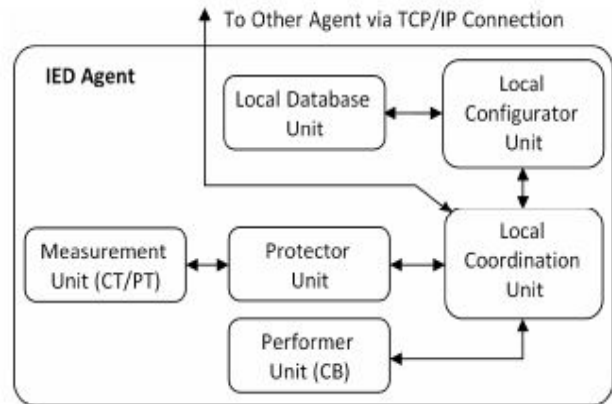 To Other Agent via TCP/IP Connection
IED Agent
Local Database
Unit
Local
Configurator
Unit
Measurement
Unit (CT/PT)
Protector
Unit
Local
Coordination
Unit
Performer
Unit (CB)